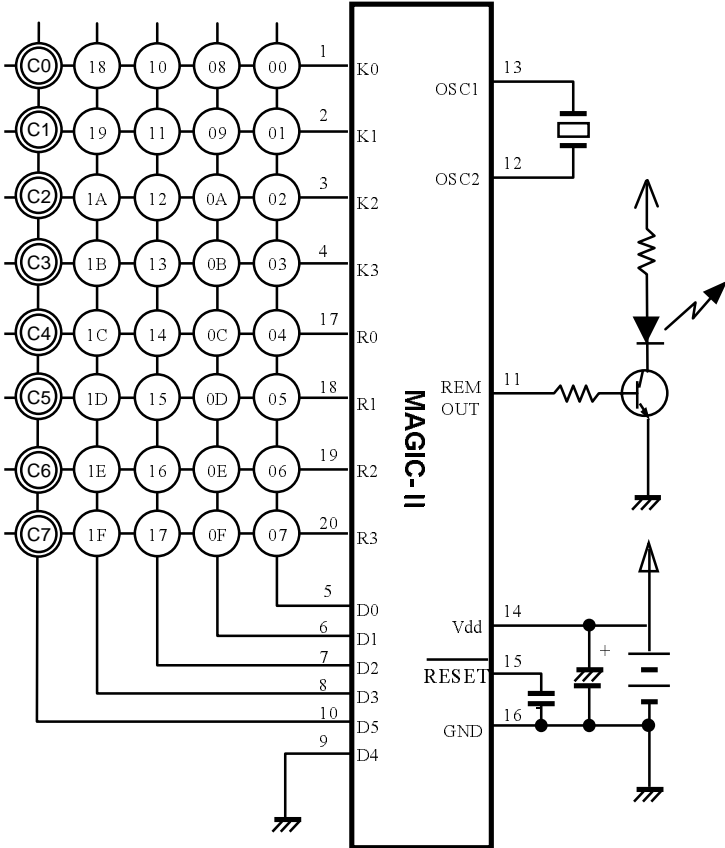 C0 18 10 08 00 1 K0
C1 19 11 09 01 2 K1
C2 1A 12 0A 02 3 K2
C3 1B 13 0B 03 4 K3
C4 1C 14 0C 04 17 R0
C5 1D 15 0D 05 18 R1
C6 1E 16 0E 06 19 R2
C7 1F 17 0F 07 20 R3
5 D0
6 D1
7 D2
8 D3
10 D5
9 D4
MAGIC-II
OSC1 13
OSC2 12
REM 11
OUT
Vdd 14
+
RESET 15
GND 16